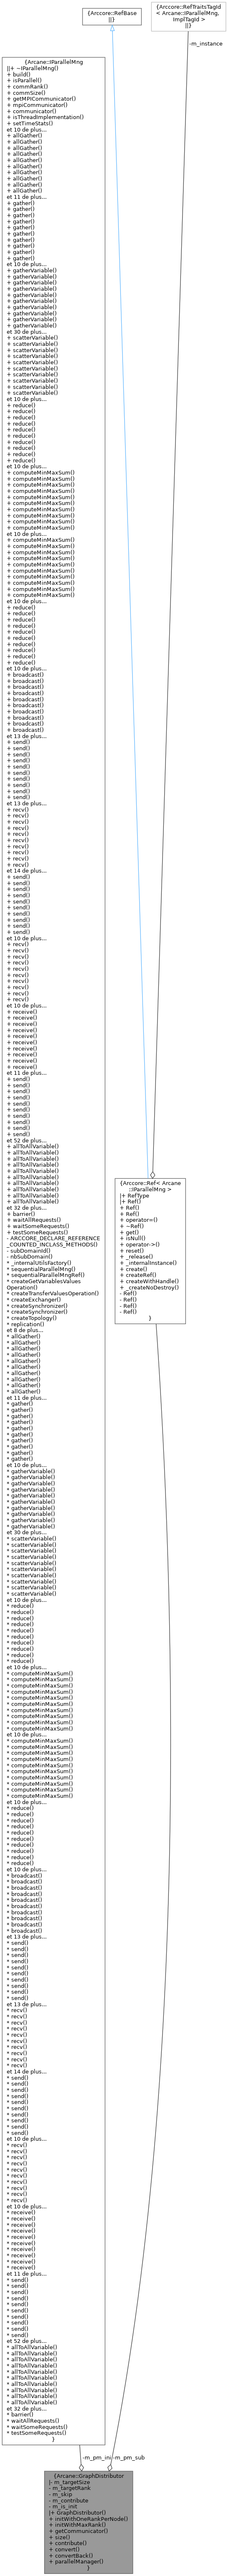 {Arccore::RefBase
||}
{Arccore::RefTraitsTagId
< Arcane::IParallelMng,
ImplTagId >
||}
-m_instance
{Arcane::IParallelMng
||+ ~IParallelMng()
+ build()
+ isParallel()
+ commRank()
+ commSize()
+ getMPICommunicator()
+ mpiCommunicator()
+ communicator()
+ isThreadImplementation()
+ setTimeStats()
et 10 de plus...
+ allGather()
+ allGather()
+ allGather()
+ allGather()
+ allGather()
+ allGather()
+ allGather()
+ allGather()
+ allGather()
+ allGather()
et 11 de plus...
+ gather()
+ gather()
+ gather()
+ gather()
+ gather()
+ gather()
+ gather()
+ gather()
+ gather()
+ gather()
et 10 de plus...
+ gatherVariable()
+ gatherVariable()
+ gatherVariable()
+ gatherVariable()
+ gatherVariable()
+ gatherVariable()
+ gatherVariable()
+ gatherVariable()
+ gatherVariable()
+ gatherVariable()
et 30 de plus...
+ scatterVariable()
+ scatterVariable()
+ scatterVariable()
+ scatterVariable()
+ scatterVariable()
+ scatterVariable()
+ scatterVariable()
+ scatterVariable()
+ scatterVariable()
+ scatterVariable()
et 10 de plus...
+ reduce()
+ reduce()
+ reduce()
+ reduce()
+ reduce()
+ reduce()
+ reduce()
+ reduce()
+ reduce()
+ reduce()
et 10 de plus...
+ computeMinMaxSum()
+ computeMinMaxSum()
+ computeMinMaxSum()
+ computeMinMaxSum()
+ computeMinMaxSum()
+ computeMinMaxSum()
+ computeMinMaxSum()
+ computeMinMaxSum()
+ computeMinMaxSum()
+ computeMinMaxSum()
et 10 de plus...
+ computeMinMaxSum()
+ computeMinMaxSum()
+ computeMinMaxSum()
+ computeMinMaxSum()
+ computeMinMaxSum()
+ computeMinMaxSum()
+ computeMinMaxSum()
+ computeMinMaxSum()
+ computeMinMaxSum()
+ computeMinMaxSum()
et 10 de plus...
+ reduce()
+ reduce()
+ reduce()
+ reduce()
+ reduce()
+ reduce()
+ reduce()
+ reduce()
+ reduce()
+ reduce()
et 10 de plus...
+ broadcast()
+ broadcast()
+ broadcast()
+ broadcast()
+ broadcast()
+ broadcast()
+ broadcast()
+ broadcast()
+ broadcast()
+ broadcast()
et 13 de plus...
+ send()
+ send()
+ send()
+ send()
+ send()
+ send()
+ send()
+ send()
+ send()
+ send()
et 13 de plus...
+ recv()
+ recv()
+ recv()
+ recv()
+ recv()
+ recv()
+ recv()
+ recv()
+ recv()
+ recv()
et 14 de plus...
+ send()
+ send()
+ send()
+ send()
+ send()
+ send()
+ send()
+ send()
+ send()
+ send()
et 10 de plus...
+ recv()
+ recv()
+ recv()
+ recv()
+ recv()
+ recv()
+ recv()
+ recv()
+ recv()
+ recv()
et 10 de plus...
+ receive()
+ receive()
+ receive()
+ receive()
+ receive()
+ receive()
+ receive()
+ receive()
+ receive()
+ receive()
et 11 de plus...
+ send()
+ send()
+ send()
+ send()
+ send()
+ send()
+ send()
+ send()
+ send()
+ send()
et 52 de plus...
+ allToAllVariable()
+ allToAllVariable()
+ allToAllVariable()
+ allToAllVariable()
+ allToAllVariable()
+ allToAllVariable()
+ allToAllVariable()
+ allToAllVariable()
+ allToAllVariable()
+ allToAllVariable()
et 32 de plus...
+ barrier()
+ waitAllRequests()
+ waitSomeRequests()
+ testSomeRequests()
- ARCCORE_DECLARE_REFERENCE
_COUNTED_INCLASS_METHODS()
- subDomainId()
- nbSubDomain()
* _internalUtilsFactory()
* sequentialParallelMng()
* sequentialParallelMngRef()
* createGetVariablesValues
Operation()
* createTransferValuesOperation()
* createExchanger()
* createSynchronizer()
* createSynchronizer()
* createTopology()
* replication()
et 8 de plus...
* allGather()
* allGather()
* allGather()
* allGather()
* allGather()
* allGather()
* allGather()
* allGather()
* allGather()
* allGather()
et 11 de plus...
* gather()
* gather()
* gather()
* gather()
* gather()
* gather()
* gather()
* gather()
* gather()
* gather()
et 10 de plus...
* gatherVariable()
* gatherVariable()
* gatherVariable()
* gatherVariable()
* gatherVariable()
* gatherVariable()
* gatherVariable()
* gatherVariable()
* gatherVariable()
* gatherVariable()
et 30 de plus...
* scatterVariable()
* scatterVariable()
* scatterVariable()
* scatterVariable()
* scatterVariable()
* scatterVariable()
* scatterVariable()
* scatterVariable()
* scatterVariable()
* scatterVariable()
et 10 de plus...
* reduce()
* reduce()
* reduce()
* reduce()
* reduce()
* reduce()
* reduce()
* reduce()
* reduce()
* reduce()
et 10 de plus...
* computeMinMaxSum()
* computeMinMaxSum()
* computeMinMaxSum()
* computeMinMaxSum()
* computeMinMaxSum()
* computeMinMaxSum()
* computeMinMaxSum()
* computeMinMaxSum()
* computeMinMaxSum()
* computeMinMaxSum()
et 10 de plus...
* computeMinMaxSum()
* computeMinMaxSum()
* computeMinMaxSum()
* computeMinMaxSum()
* computeMinMaxSum()
* computeMinMaxSum()
* computeMinMaxSum()
* computeMinMaxSum()
* computeMinMaxSum()
* computeMinMaxSum()
et 10 de plus...
* reduce()
* reduce()
* reduce()
* reduce()
* reduce()
* reduce()
* reduce()
* reduce()
* reduce()
* reduce()
et 10 de plus...
* broadcast()
* broadcast()
* broadcast()
* broadcast()
* broadcast()
* broadcast()
* broadcast()
* broadcast()
* broadcast()
* broadcast()
et 13 de plus...
* send()
* send()
* send()
* send()
* send()
* send()
* send()
* send()
* send()
* send()
et 13 de plus...
* recv()
* recv()
* recv()
* recv()
* recv()
* recv()
* recv()
* recv()
* recv()
* recv()
et 14 de plus...
* send()
* send()
* send()
* send()
* send()
* send()
* send()
* send()
* send()
* send()
et 10 de plus...
* recv()
* recv()
* recv()
* recv()
* recv()
* recv()
* recv()
* recv()
* recv()
* recv()
et 10 de plus...
* receive()
* receive()
* receive()
* receive()
* receive()
* receive()
* receive()
* receive()
* receive()
* receive()
et 11 de plus...
* send()
* send()
* send()
* send()
* send()
* send()
* send()
* send()
* send()
* send()
et 52 de plus...
* allToAllVariable()
* allToAllVariable()
* allToAllVariable()
* allToAllVariable()
* allToAllVariable()
* allToAllVariable()
* allToAllVariable()
* allToAllVariable()
* allToAllVariable()
* allToAllVariable()
et 32 de plus...
* barrier()
* waitAllRequests()
* waitSomeRequests()
* testSomeRequests()
}
{Arccore::Ref< Arcane
::IParallelMng >
|+ RefType
|+ Ref()
+ Ref()
+ Ref()
+ operator=()
+ ~Ref()
+ get()
+ isNull()
+ operator->()
+ reset()
+ _release()
+ _internalInstance()
+ create()
+ createRef()
+ createWithHandle()
+ _createNoDestroy()
- Ref()
- Ref()
- Ref()
- Ref()
}
-m_pm_ini
-m_pm_sub
{Arcane::GraphDistributor
|- m_targetSize
- m_targetRank
- m_skip
- m_contribute
- m_is_init
|+ GraphDistributor()
+ initWithOneRankPerNode()
+ initWithMaxRank()
+ getCommunicator()
+ size()
+ contribute()
+ convert()
+ convertBack()
+ parallelManager()
}